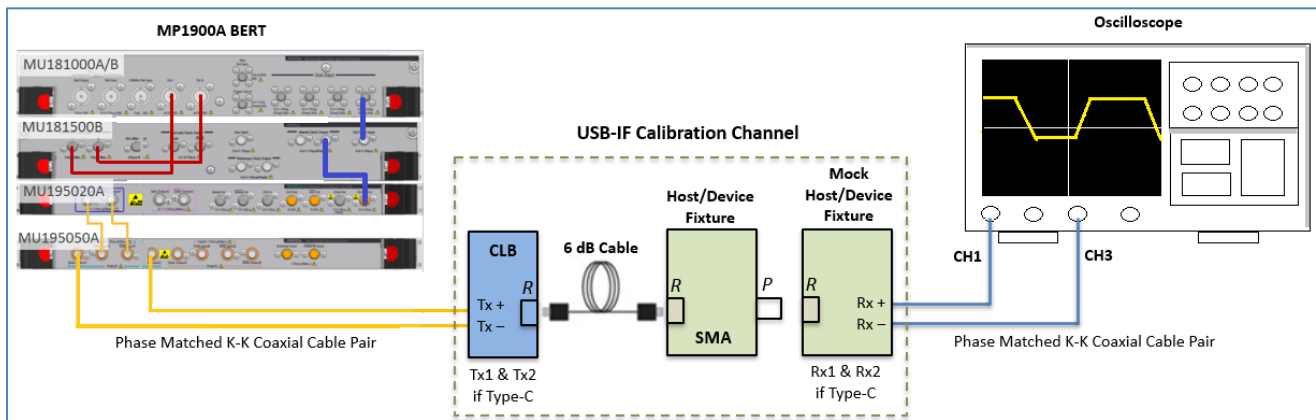 MP1900A BERT
Oscilloscope
MU181000A/B
MU181500B
MU195020A
MU195050A
USB-IF Calibration Channel
Host/Device
Fixture
Mock
Host/Device
Fixture
CLB
6 dB Cable
R
R
P
R
Tx +
Tx –
Rx +
Rx –
SMA
CH1
CH3
Phase Matched K-K Coaxial Cable Pair
Phase Matched K-K Coaxial Cable Pair
Tx1 & Tx2
if Type-C
Rx1 & Rx2
if Type-C